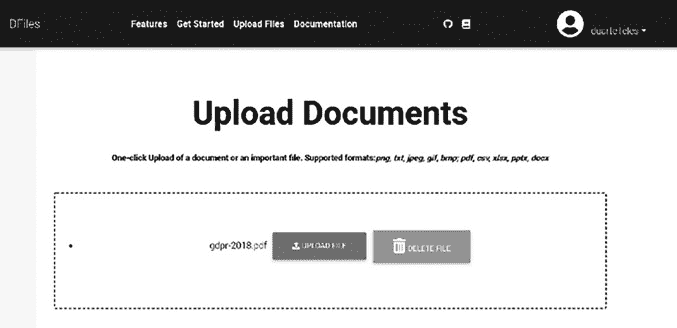 DFiles
Features Get Started Upload Files Documentation
duarteTeles
Upload Documents
One-click Upload of a document or an important file. Supported formats:png, txt, jpeg, gif, bmp; pdf, csv, xlsx, pptx, docx
gdpr-2018.pdf UPLOAD FILE DELETE FILE